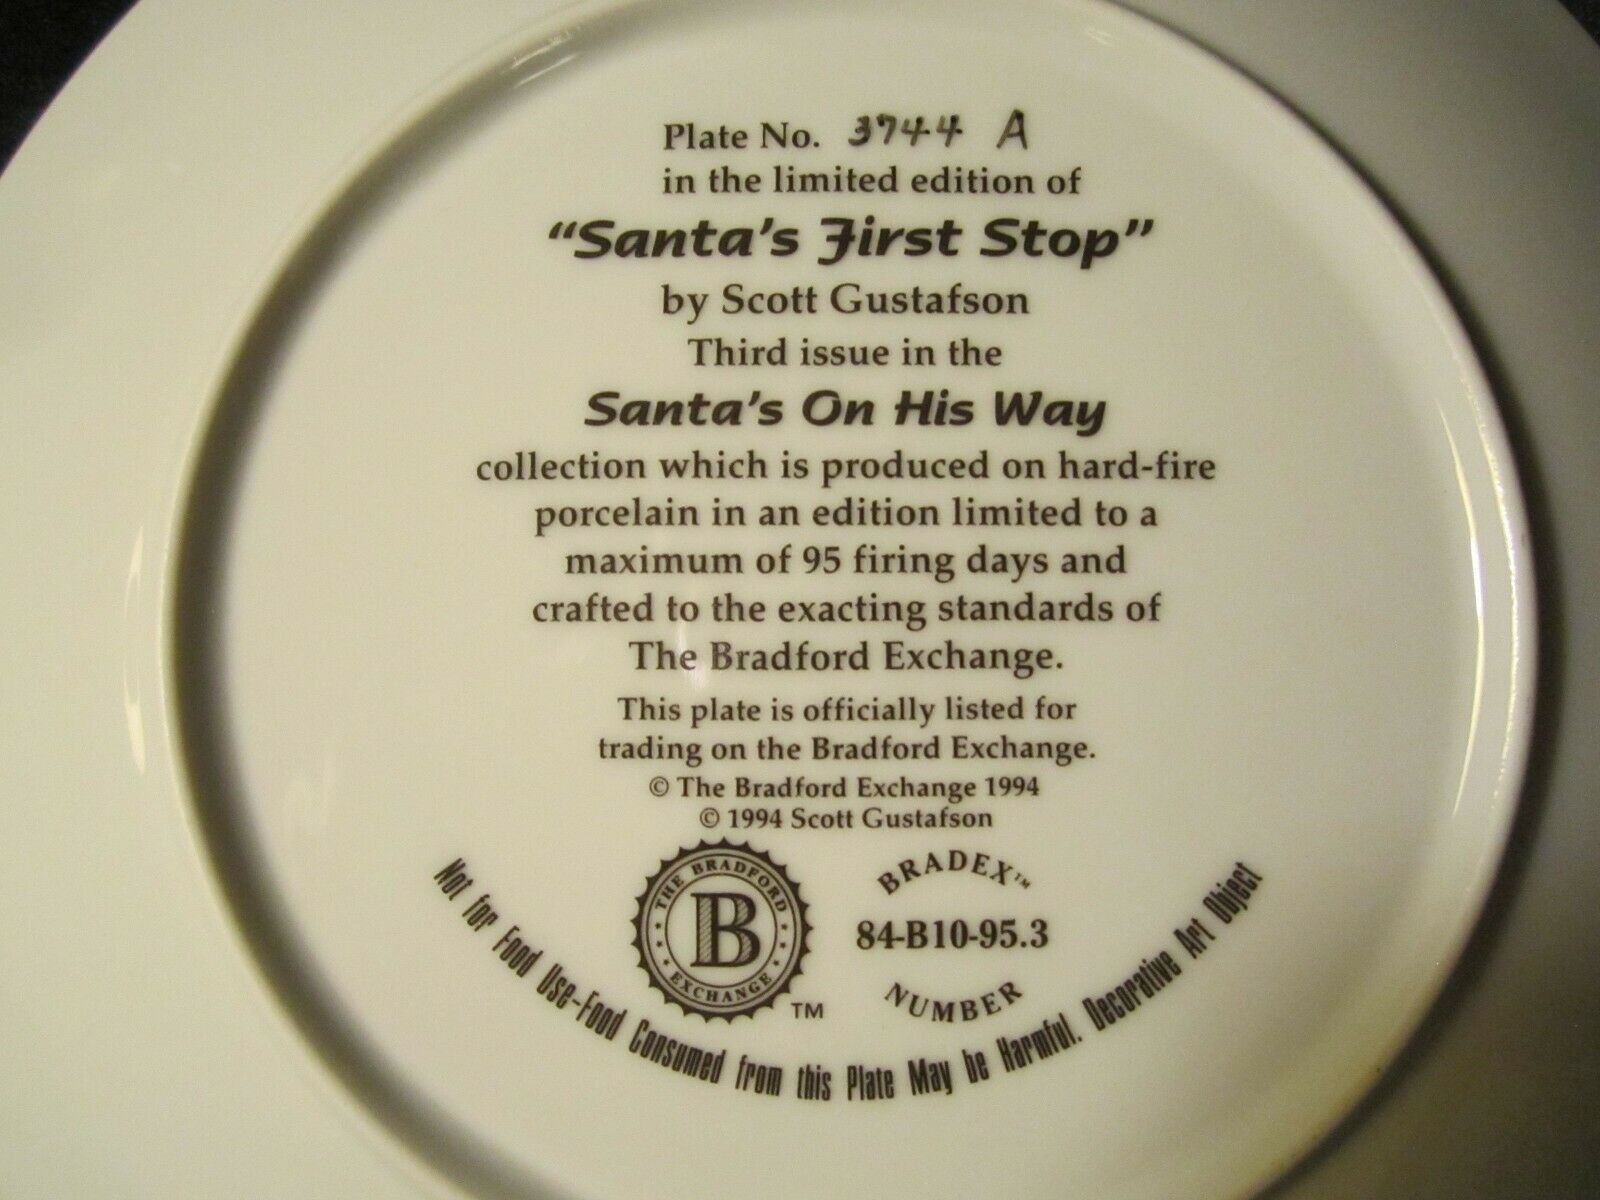 Plate No. 3744 A
in the limited edition of
"Santa's First Stop"
by Scott Gustafson
Third issue in the
Santa's On His Way
collection which is produced on hard-fire
porcelain in an edition limited to a
maximum of 95 firing days and
crafted to the exacting standards of
The Bradford Exchange.
This plate is officially listed for
trading on the Bradford Exchange.
© The Bradford Exchange 1994
© 1994 Scott Gustafson
THE BRADFORD
B
EXCHANGE
TM
BRADEX™
84-B10-95.3
NUMBER
Not for Food Use-Food Consumed from this Plate May be Harmful. Decorative Art Object